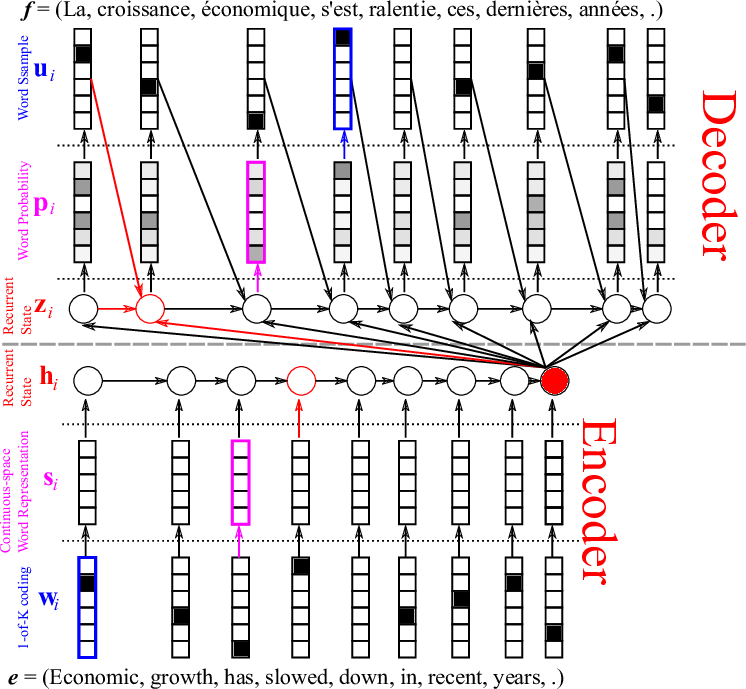 f = (La, croissance, économique, s'est, ralentie, ces, dernières, années, .)
Word Ssample
u_i
Word Probability
p_i
Decoder
Recurrent
State
z_i
Recurrent
State
h_i
Continuous-space
Word Representation
s_i
Encoder
1-of-K coding
w_i
e = (Economic, growth, has, slowed, down, in, recent, years, .)